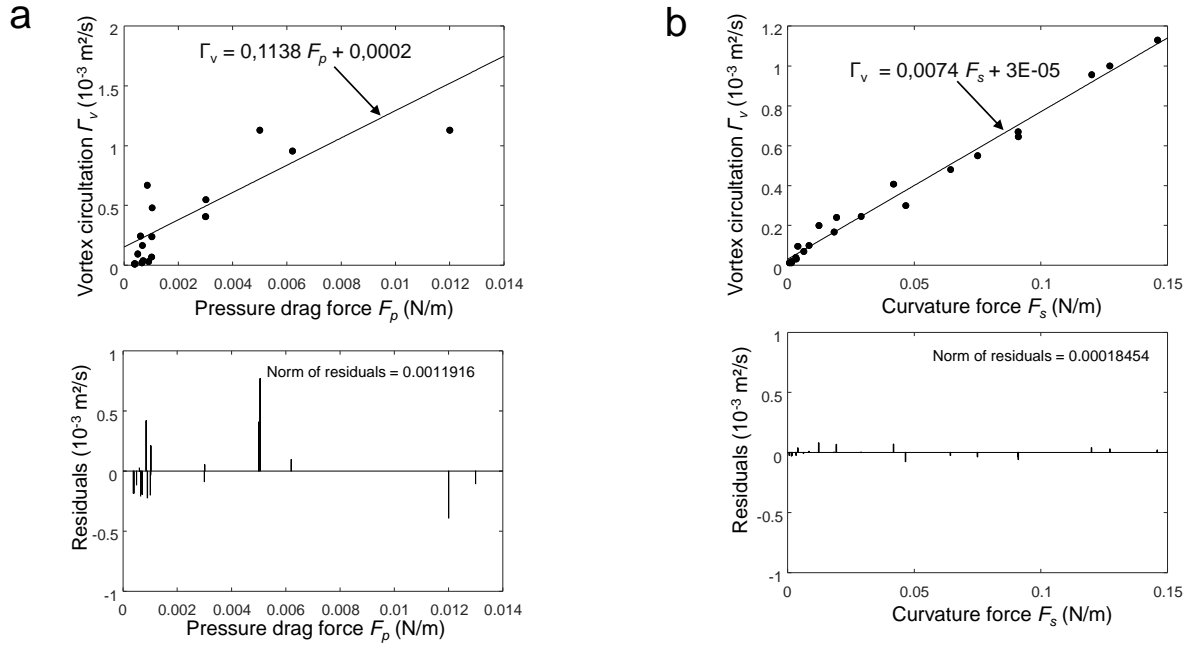 a
Γv = 0,1138 Fp + 0,0002
Vortex circultation Γv (10-3 m²/s)
2
1.5
1
0.5
0
0 0.002 0.004 0.006 0.008 0.01 0.012 0.014
Pressure drag force Fp (N/m)
Norm of residuals = 0.0011916
Residuals (10-3 m²/s)
1
0.5
0
-0.5
-1
0 0.002 0.004 0.006 0.008 0.01 0.012 0.014
Pressure drag force Fp (N/m)
b
Γv = 0,0074 Fs + 3E-05
Vortex circulation Γv (10-3 m²/s)
1.2
1
0.8
0.6
0.4
0.2
0
0 0.05 0.1 0.15
Curvature force Fs (N/m)
Norm of residuals = 0.00018454
Residuals (10-3 m²/s)
1
0.5
0
-0.5
-1
0 0.05 0.1 0.15
Curvature force Fs (N/m)